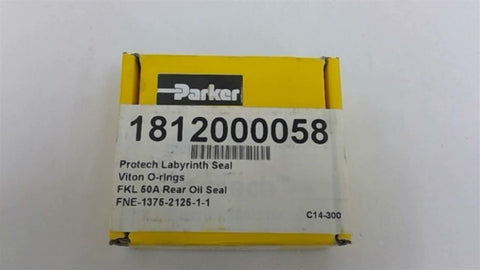 Parker
1812000058
Protech Labyrinth Seal
Viton O-rings
FKL 50A Rear Oil Seal
FNE-1375-2125-1-1
C14-300